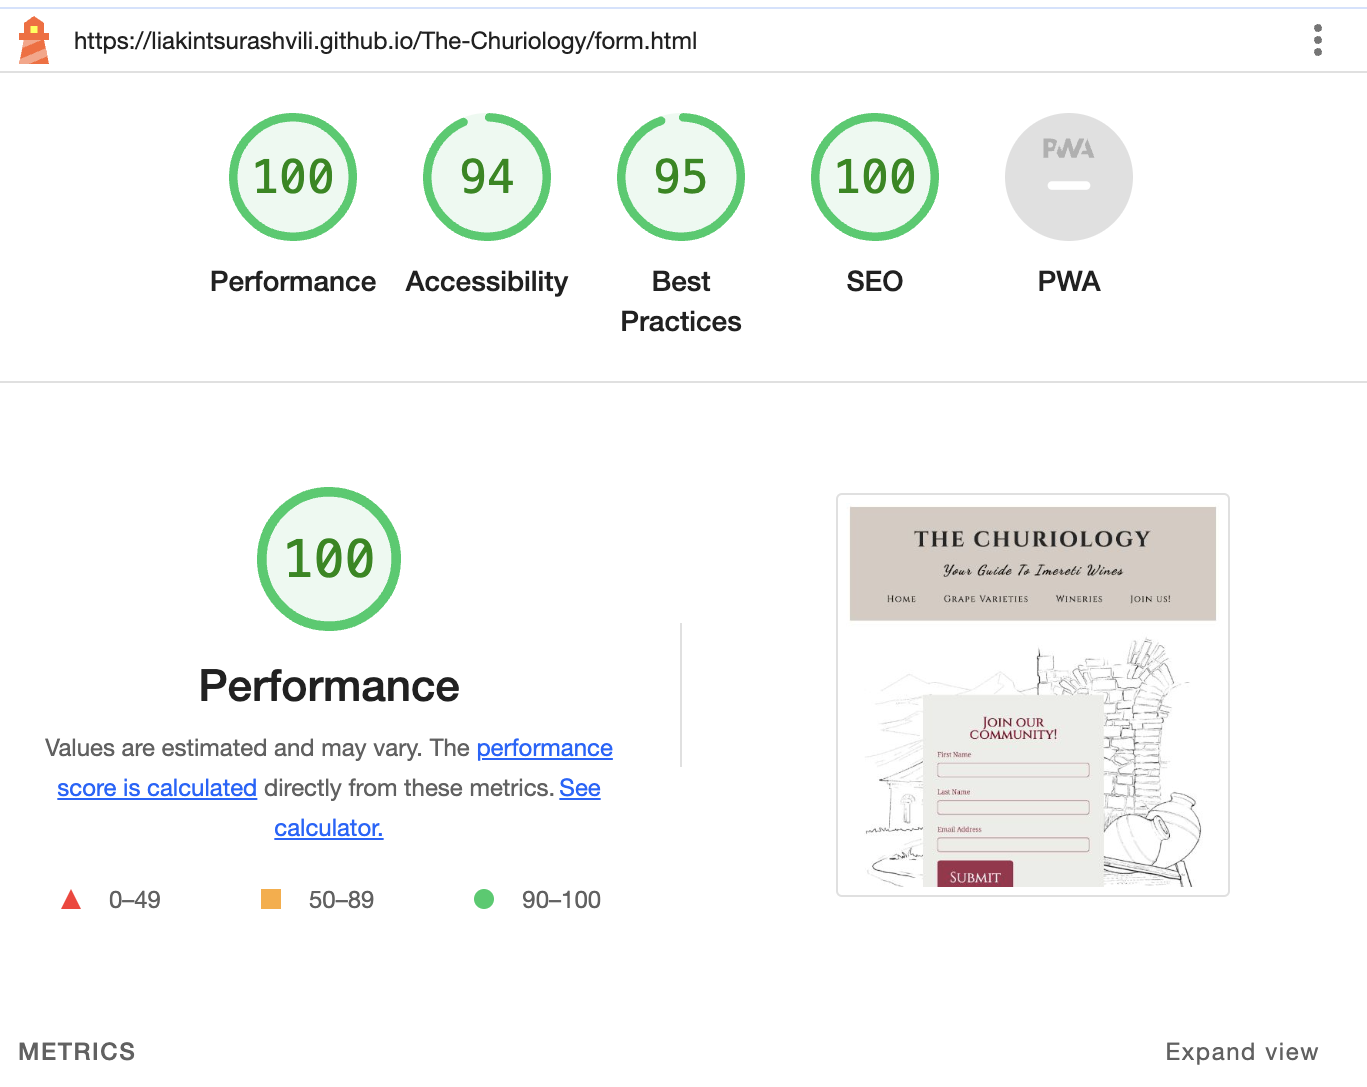 https://liakintsurashvili.github.io/The-Churiology/form.html
100
94
95
100
PWA
Performance
Accessibility
Best
Practices
SEO
PWA
100
Performance
Values are estimated and may vary. The performance
score is calculated directly from these metrics. See
calculator.
0–49
50–89
90–100
THE CHURIOLOGY
Your Guide To Imereti Wines
HOME GRAPE VARIETIES WINERIES JOIN US!
JOIN OUR
COMMUNITY!
First Name
Last Name
Email Address
SUBMIT
METRICS
Expand view